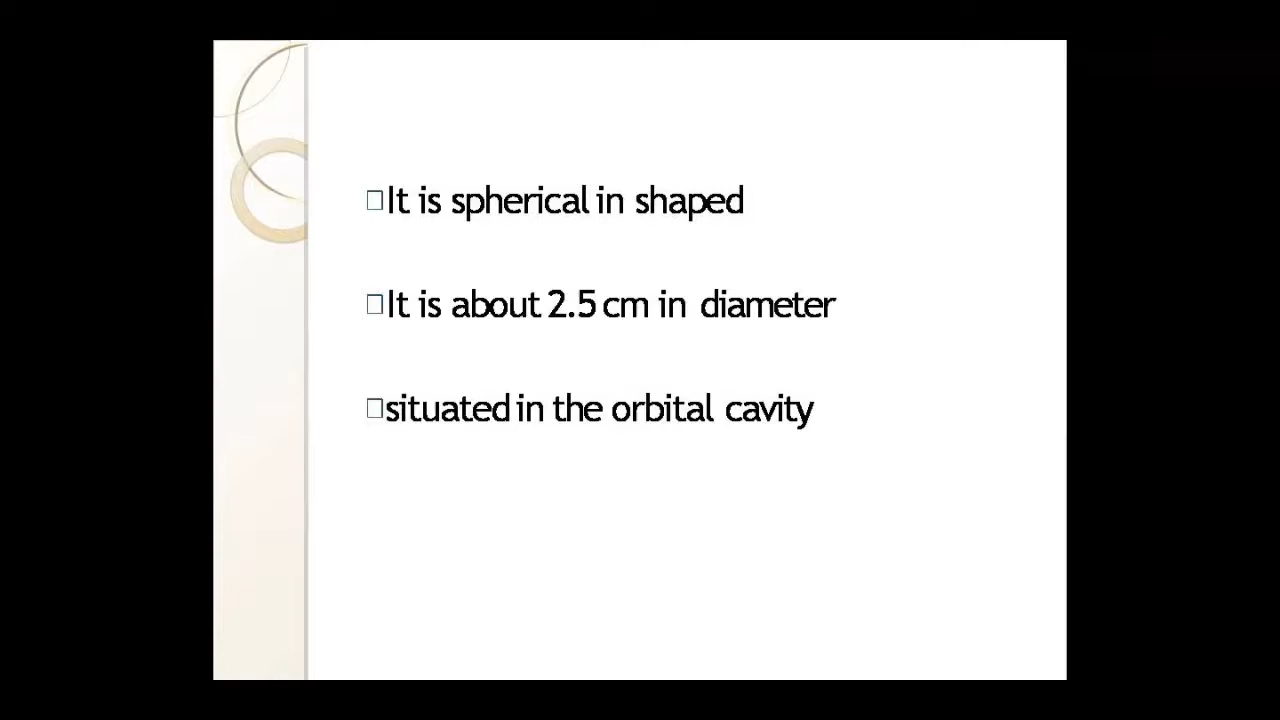 It is spherical in shaped
It is about 2.5 cm in diameter
situated in the orbital cavity